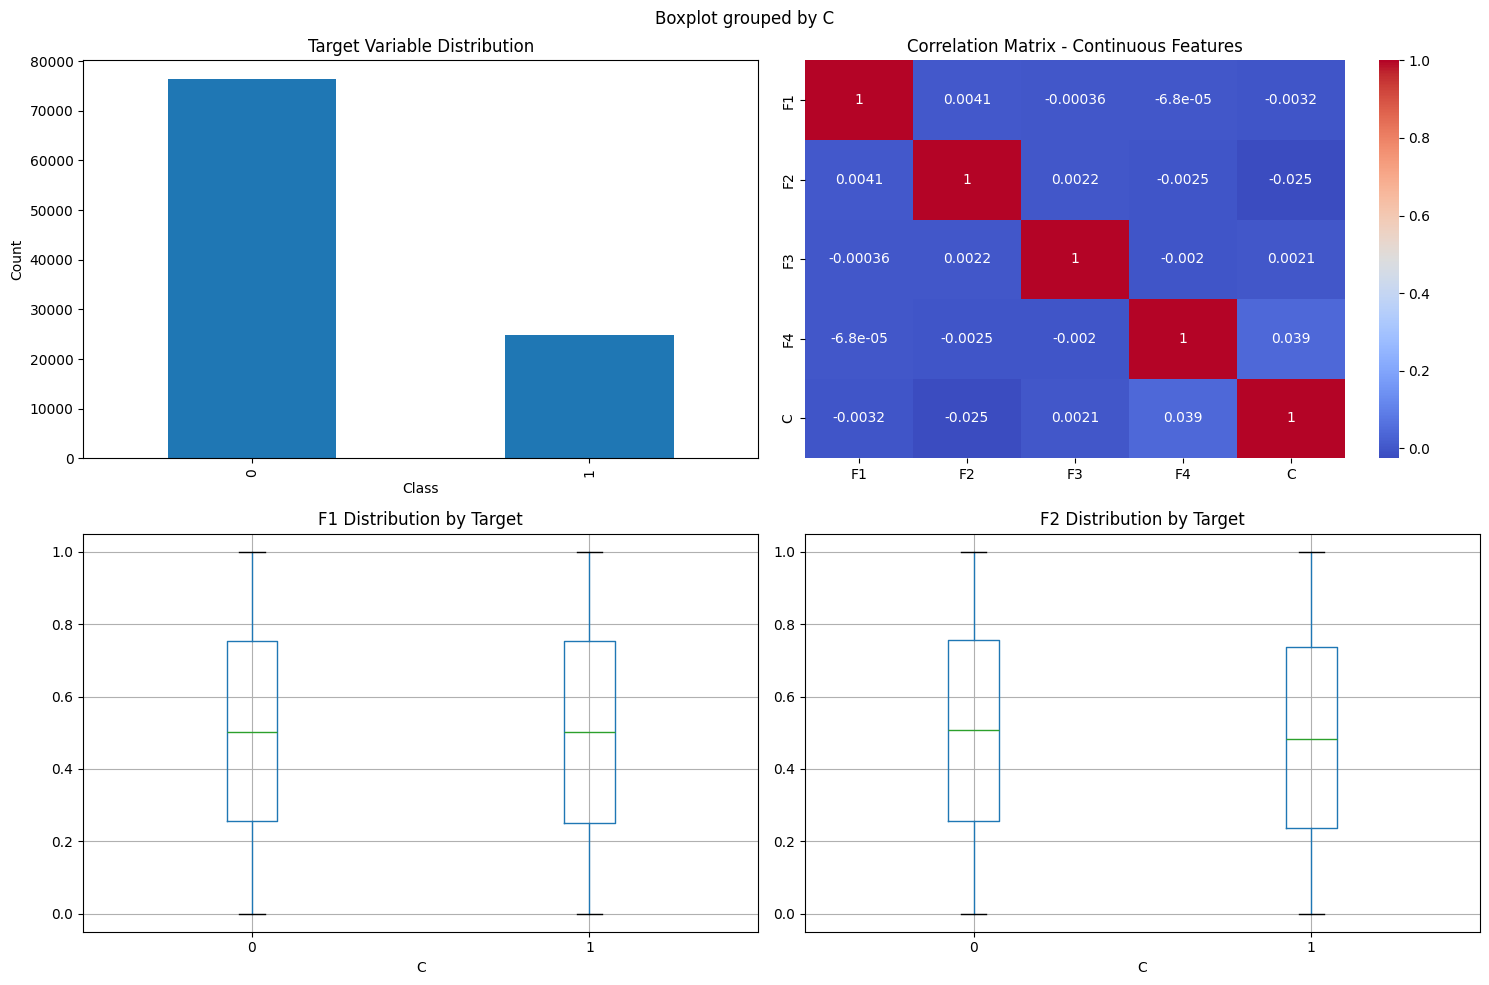 Boxplot grouped by C
Target Variable Distribution
80000
70000
60000
50000
40000
30000
20000
10000
0
Count
0
1
Class
Correlation Matrix - Continuous Features
F1
1
0.0041
-0.00036
-6.8e-05
-0.0032
F2
0.0041
1
0.0022
-0.0025
-0.025
F3
-0.00036
0.0022
1
-0.002
0.0021
F4
-6.8e-05
-0.0025
-0.002
1
0.039
C
-0.0032
-0.025
0.0021
0.039
1
F1
F2
F3
F4
C
1.0
0.8
0.6
0.4
0.2
0.0
F1 Distribution by Target
1.0
0.8
0.6
0.4
0.2
0.0
0
1
C
F2 Distribution by Target
1.0
0.8
0.6
0.4
0.2
0.0
0
1
C